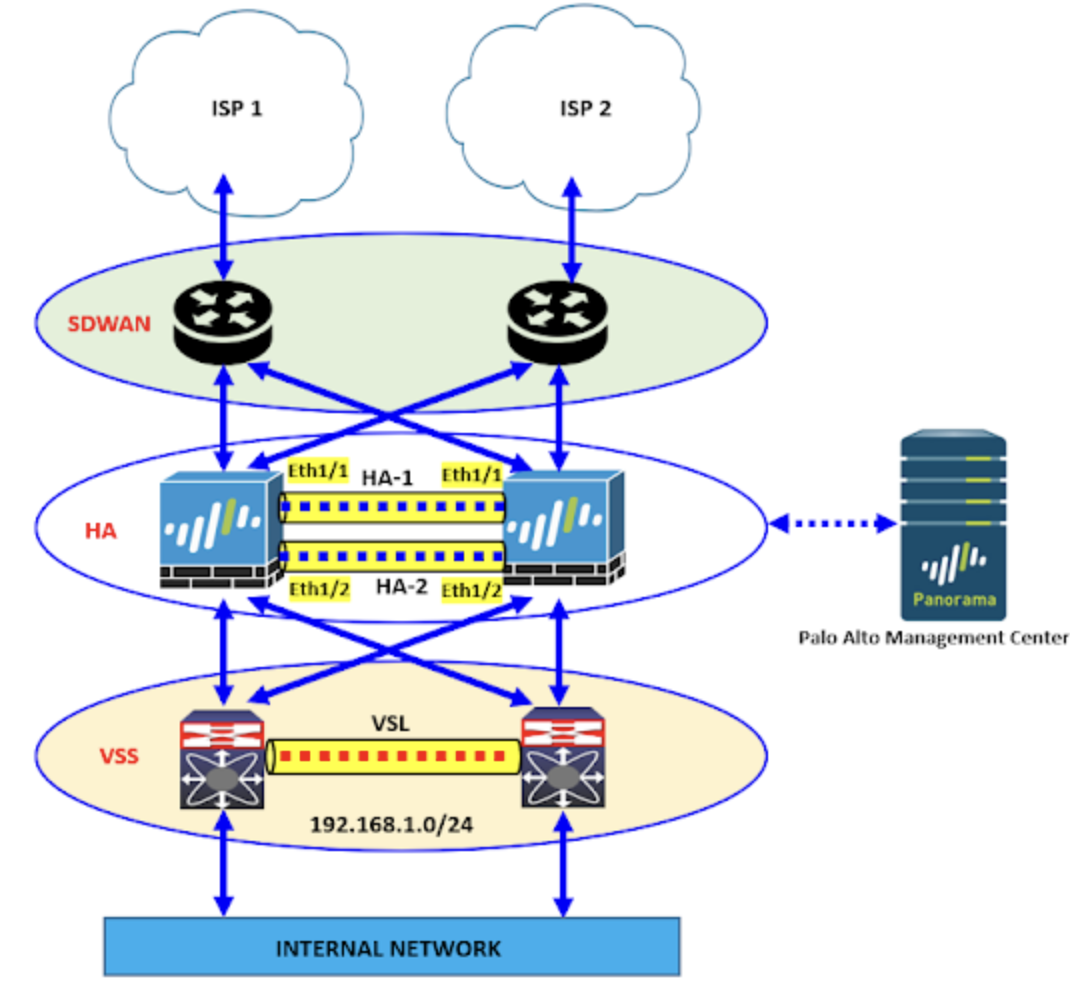 ISP 1
ISP 2
SDWAN
Eth1/1
HA-1
Eth1/1
HA
Eth1/2
HA-2
Eth1/2
Panorama
Palo Alto Management Center
VSL
VSS
192.168.1.0/24
INTERNAL NETWORK